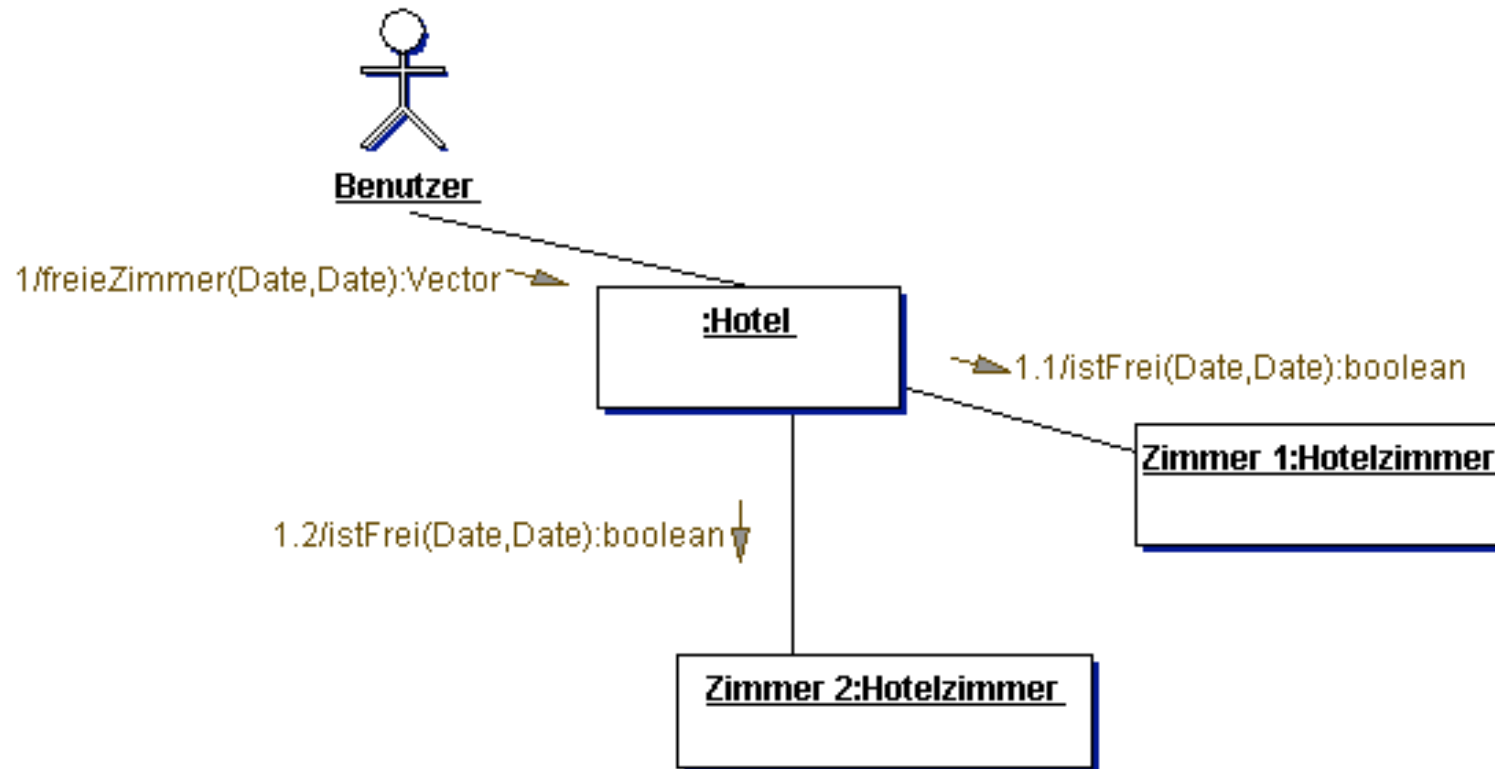 Benutzer
1/freieZimmer(Date,Date):Vector
:Hotel
1.1/istFrei(Date,Date):boolean
Zimmer 1:Hotelzimmer
1.2/istFrei(Date,Date):boolean
Zimmer 2:Hotelzimmer